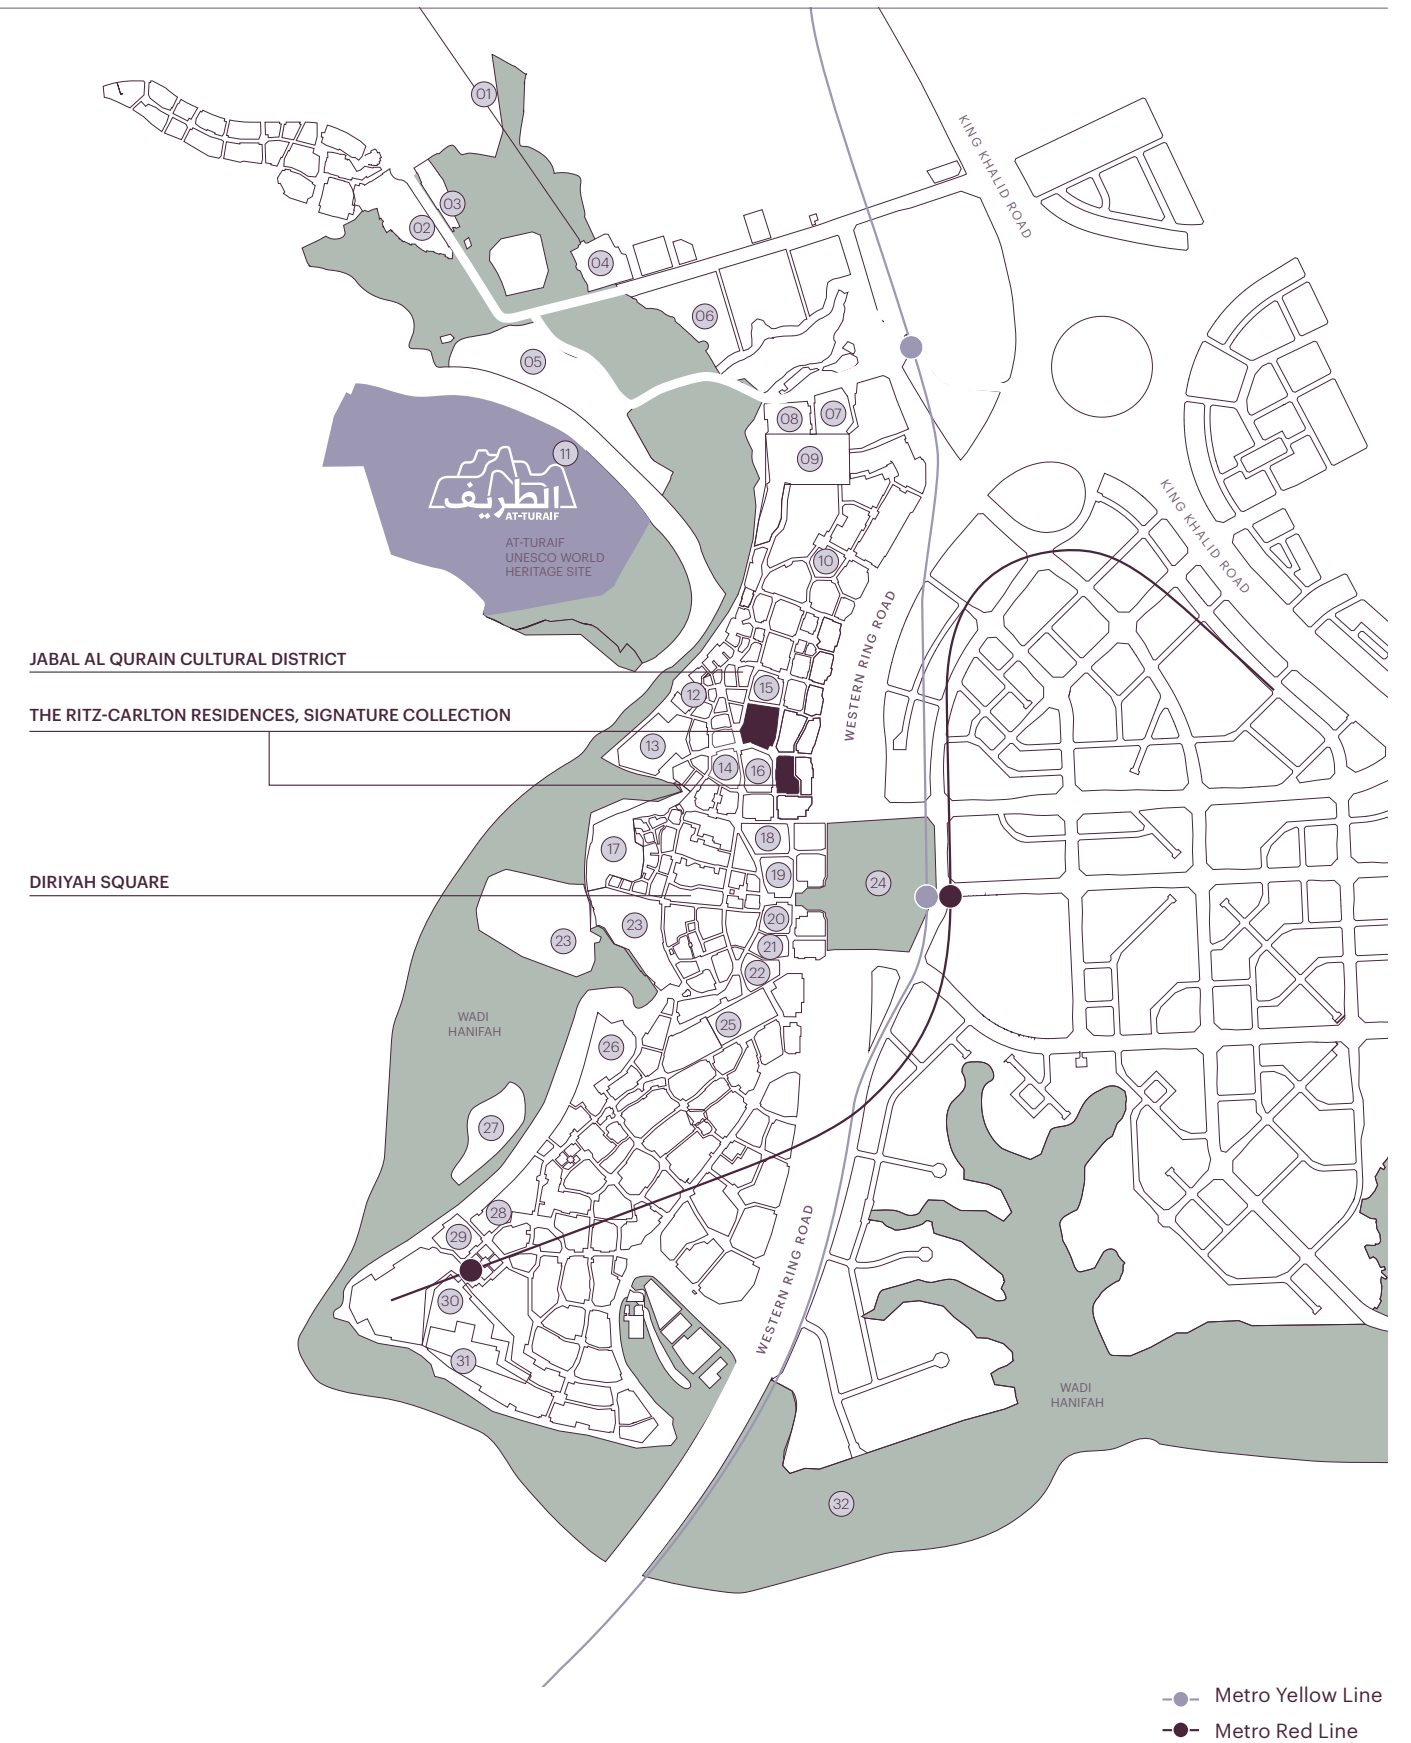 01
KING KHALID ROAD
03
02
04
06
05
08
07
09
11
الطريف
AT-TURAIF
AT-TURAIF
UNESCO WORLD
HERITAGE SITE
KING KHALID ROAD
10
WESTERN RING ROAD
JABAL AL QURAIN CULTURAL DISTRICT
12
15
THE RITZ-CARLTON RESIDENCES, SIGNATURE COLLECTION
13
14
16
17
18
19
DIRIYAH SQUARE
24
23
23
20
21
22
WADI
HANIFAH
25
26
27
28
29
WESTERN RING ROAD
30
31
WADI
HANIFAH
32
Metro Yellow Line
Metro Red Line